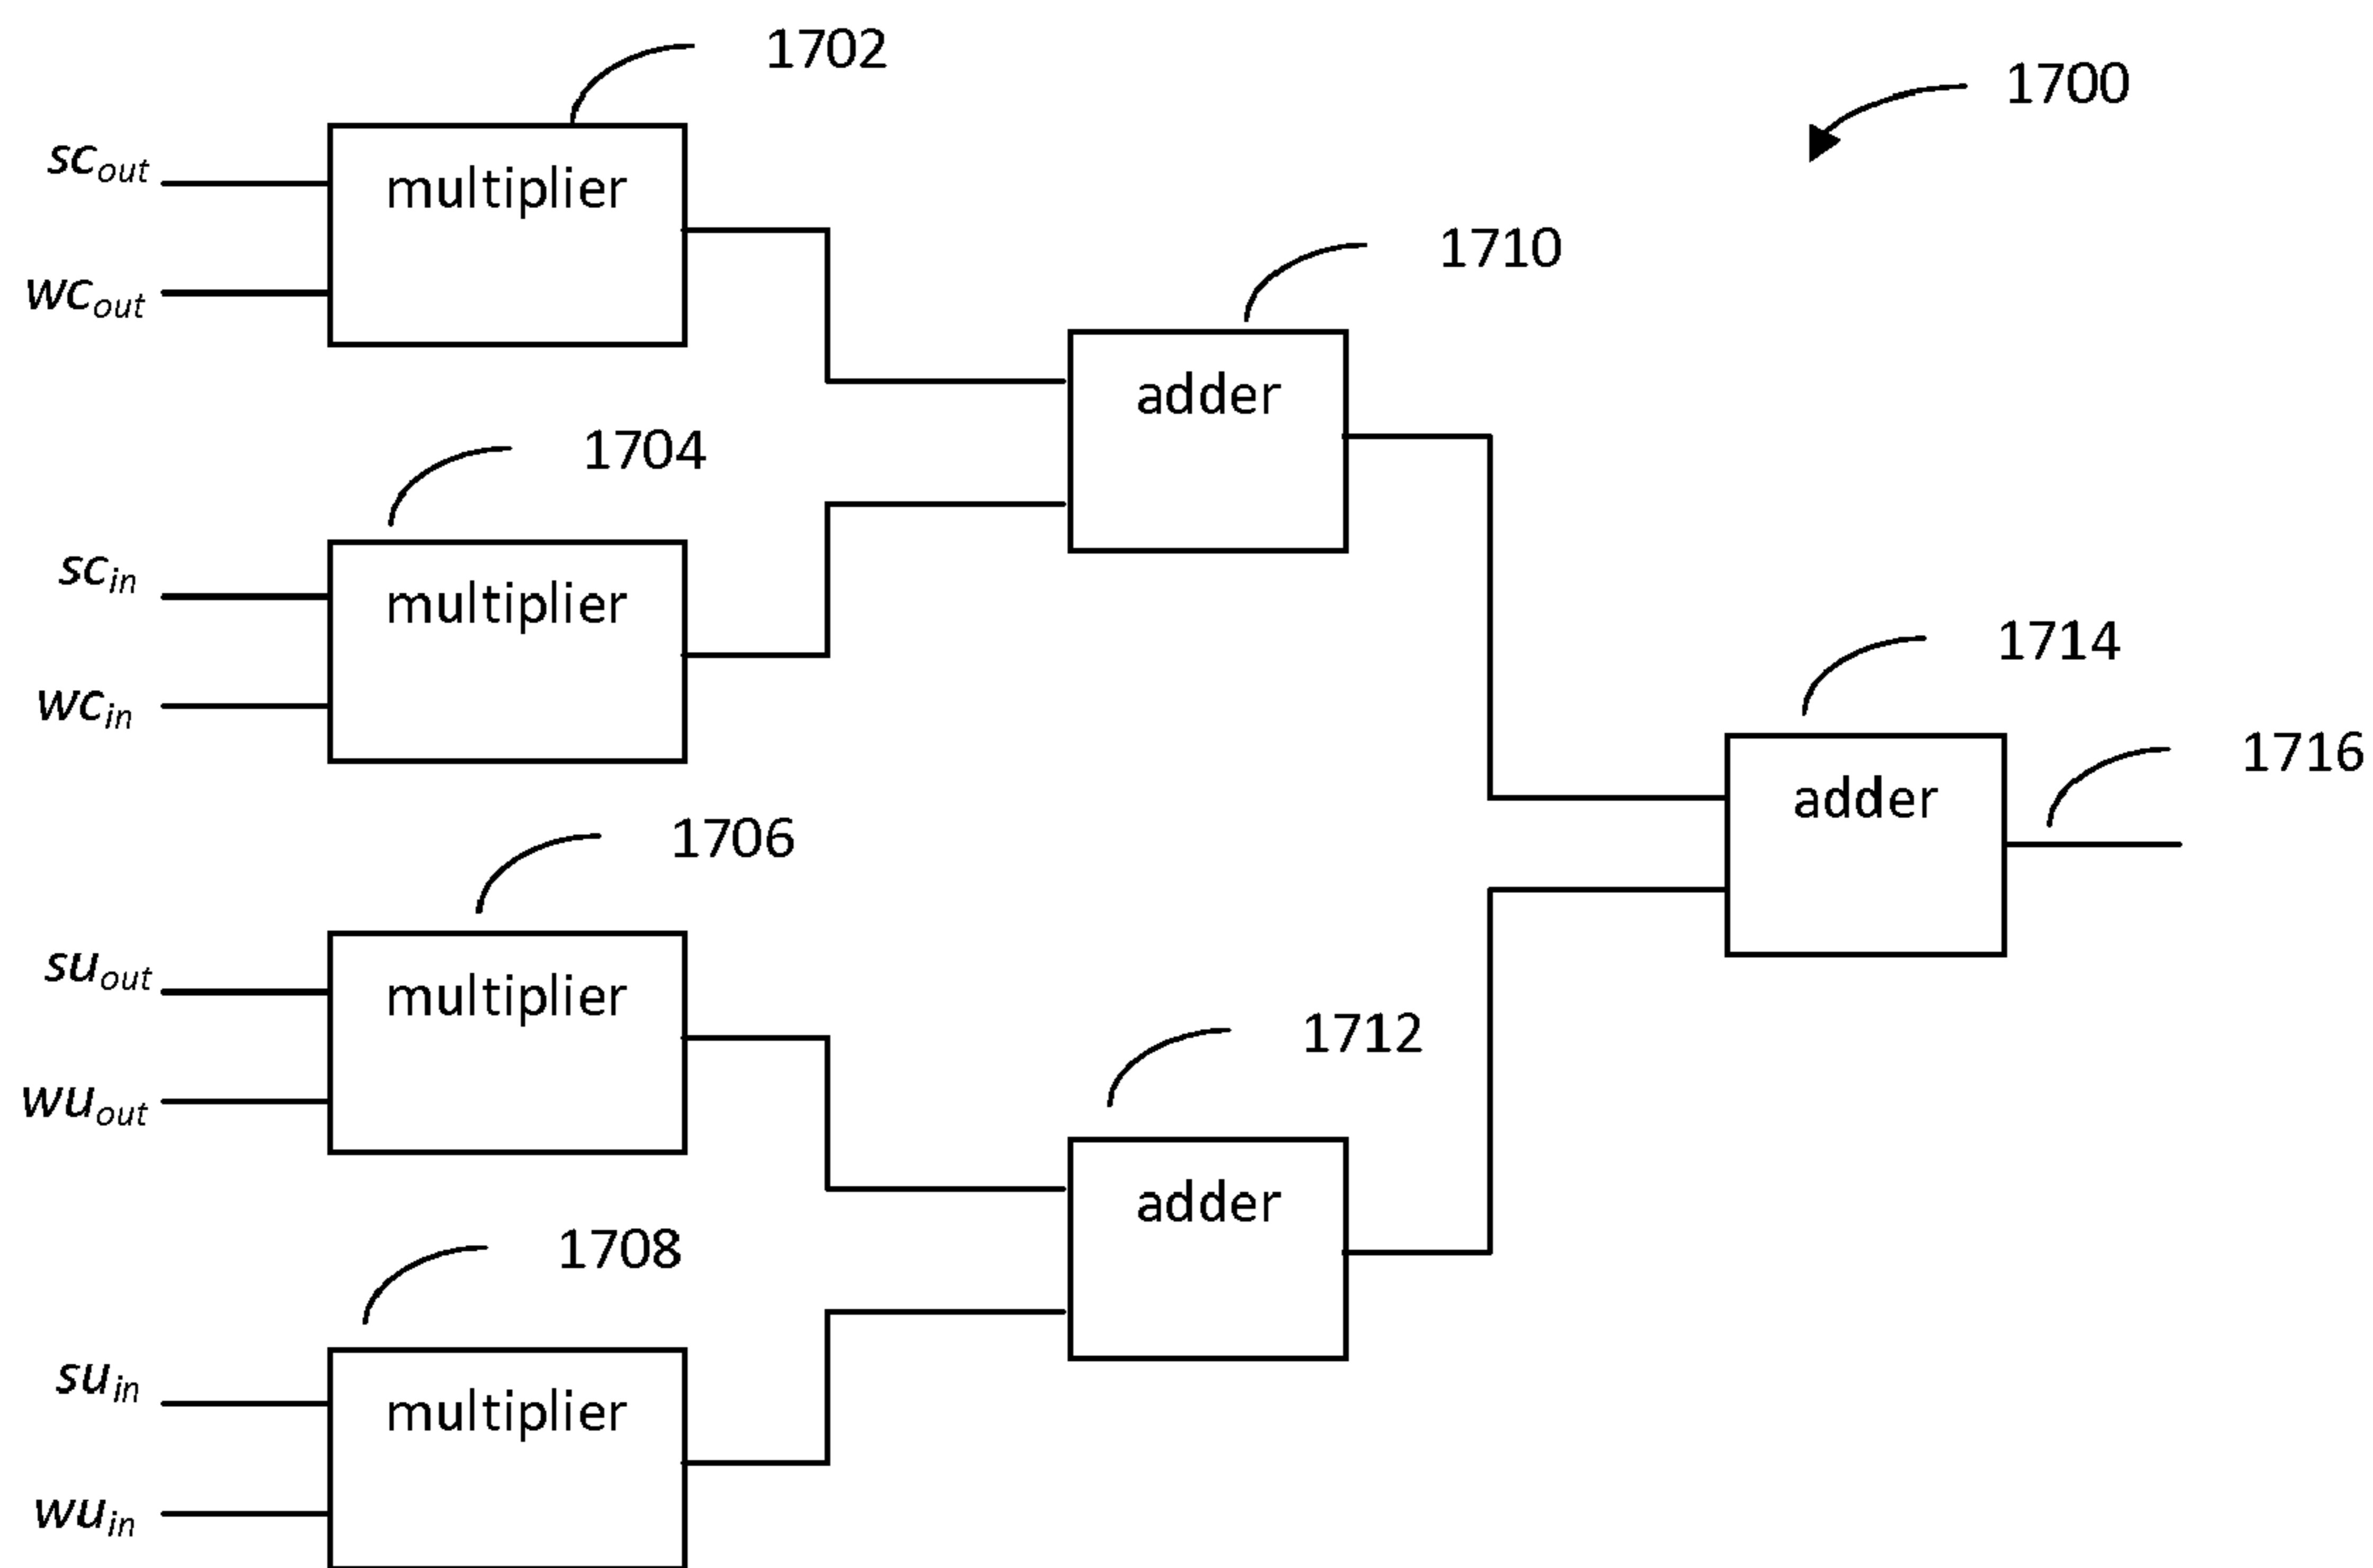 1702
1700
sc_out
multiplier
wc_out
1710
adder
1704
sc_in
multiplier
wc_in
1714
adder
1716
1706
su_out
multiplier
wu_out
1712
adder
1708
su_in
multiplier
wu_in